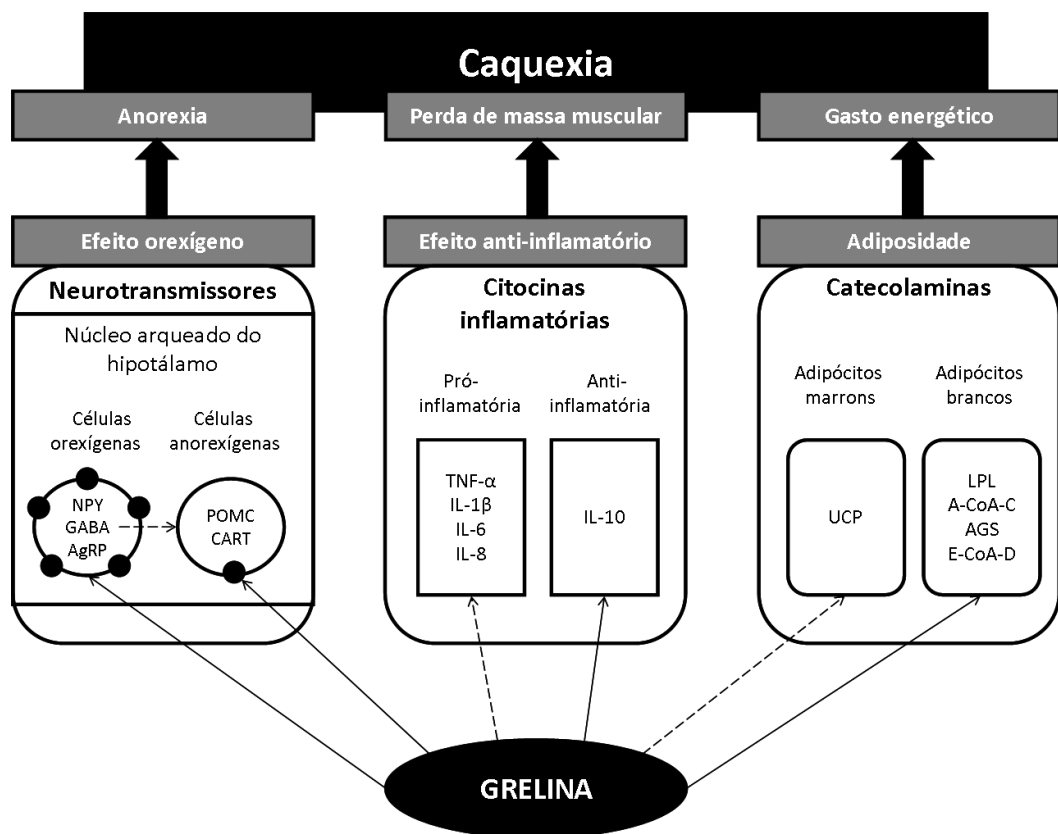 Caquexia
Anorexia
Perda de massa muscular
Gasto energético
Efeito orexígeno
Efeito anti-inflamatório
Adiposidade
Neurotransmissores
Núcleo arqueado do
hipotálamo
Células
orexígenas
Células
anorexígenas
NPY
GABA
AgRP
POMC
CART
Citocinas
inflamatórias
Pró-
inflamatória
Anti-
inflamatória
TNF-α
IL-1β
IL-6
IL-8
IL-10
Catecolaminas
Adipócitos
marrons
Adipócitos
brancos
UCP
LPL
A-CoA-C
AGS
E-CoA-D
GRELINA